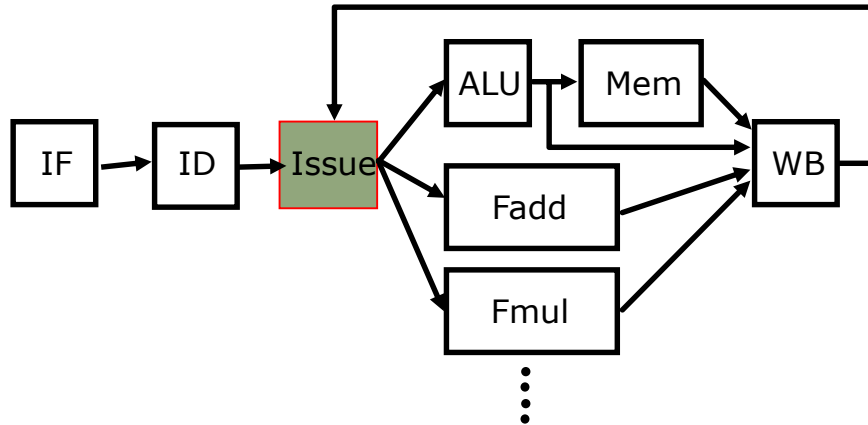 ALU
Mem
IF
ID
Issue
WB
Fadd
Fmul